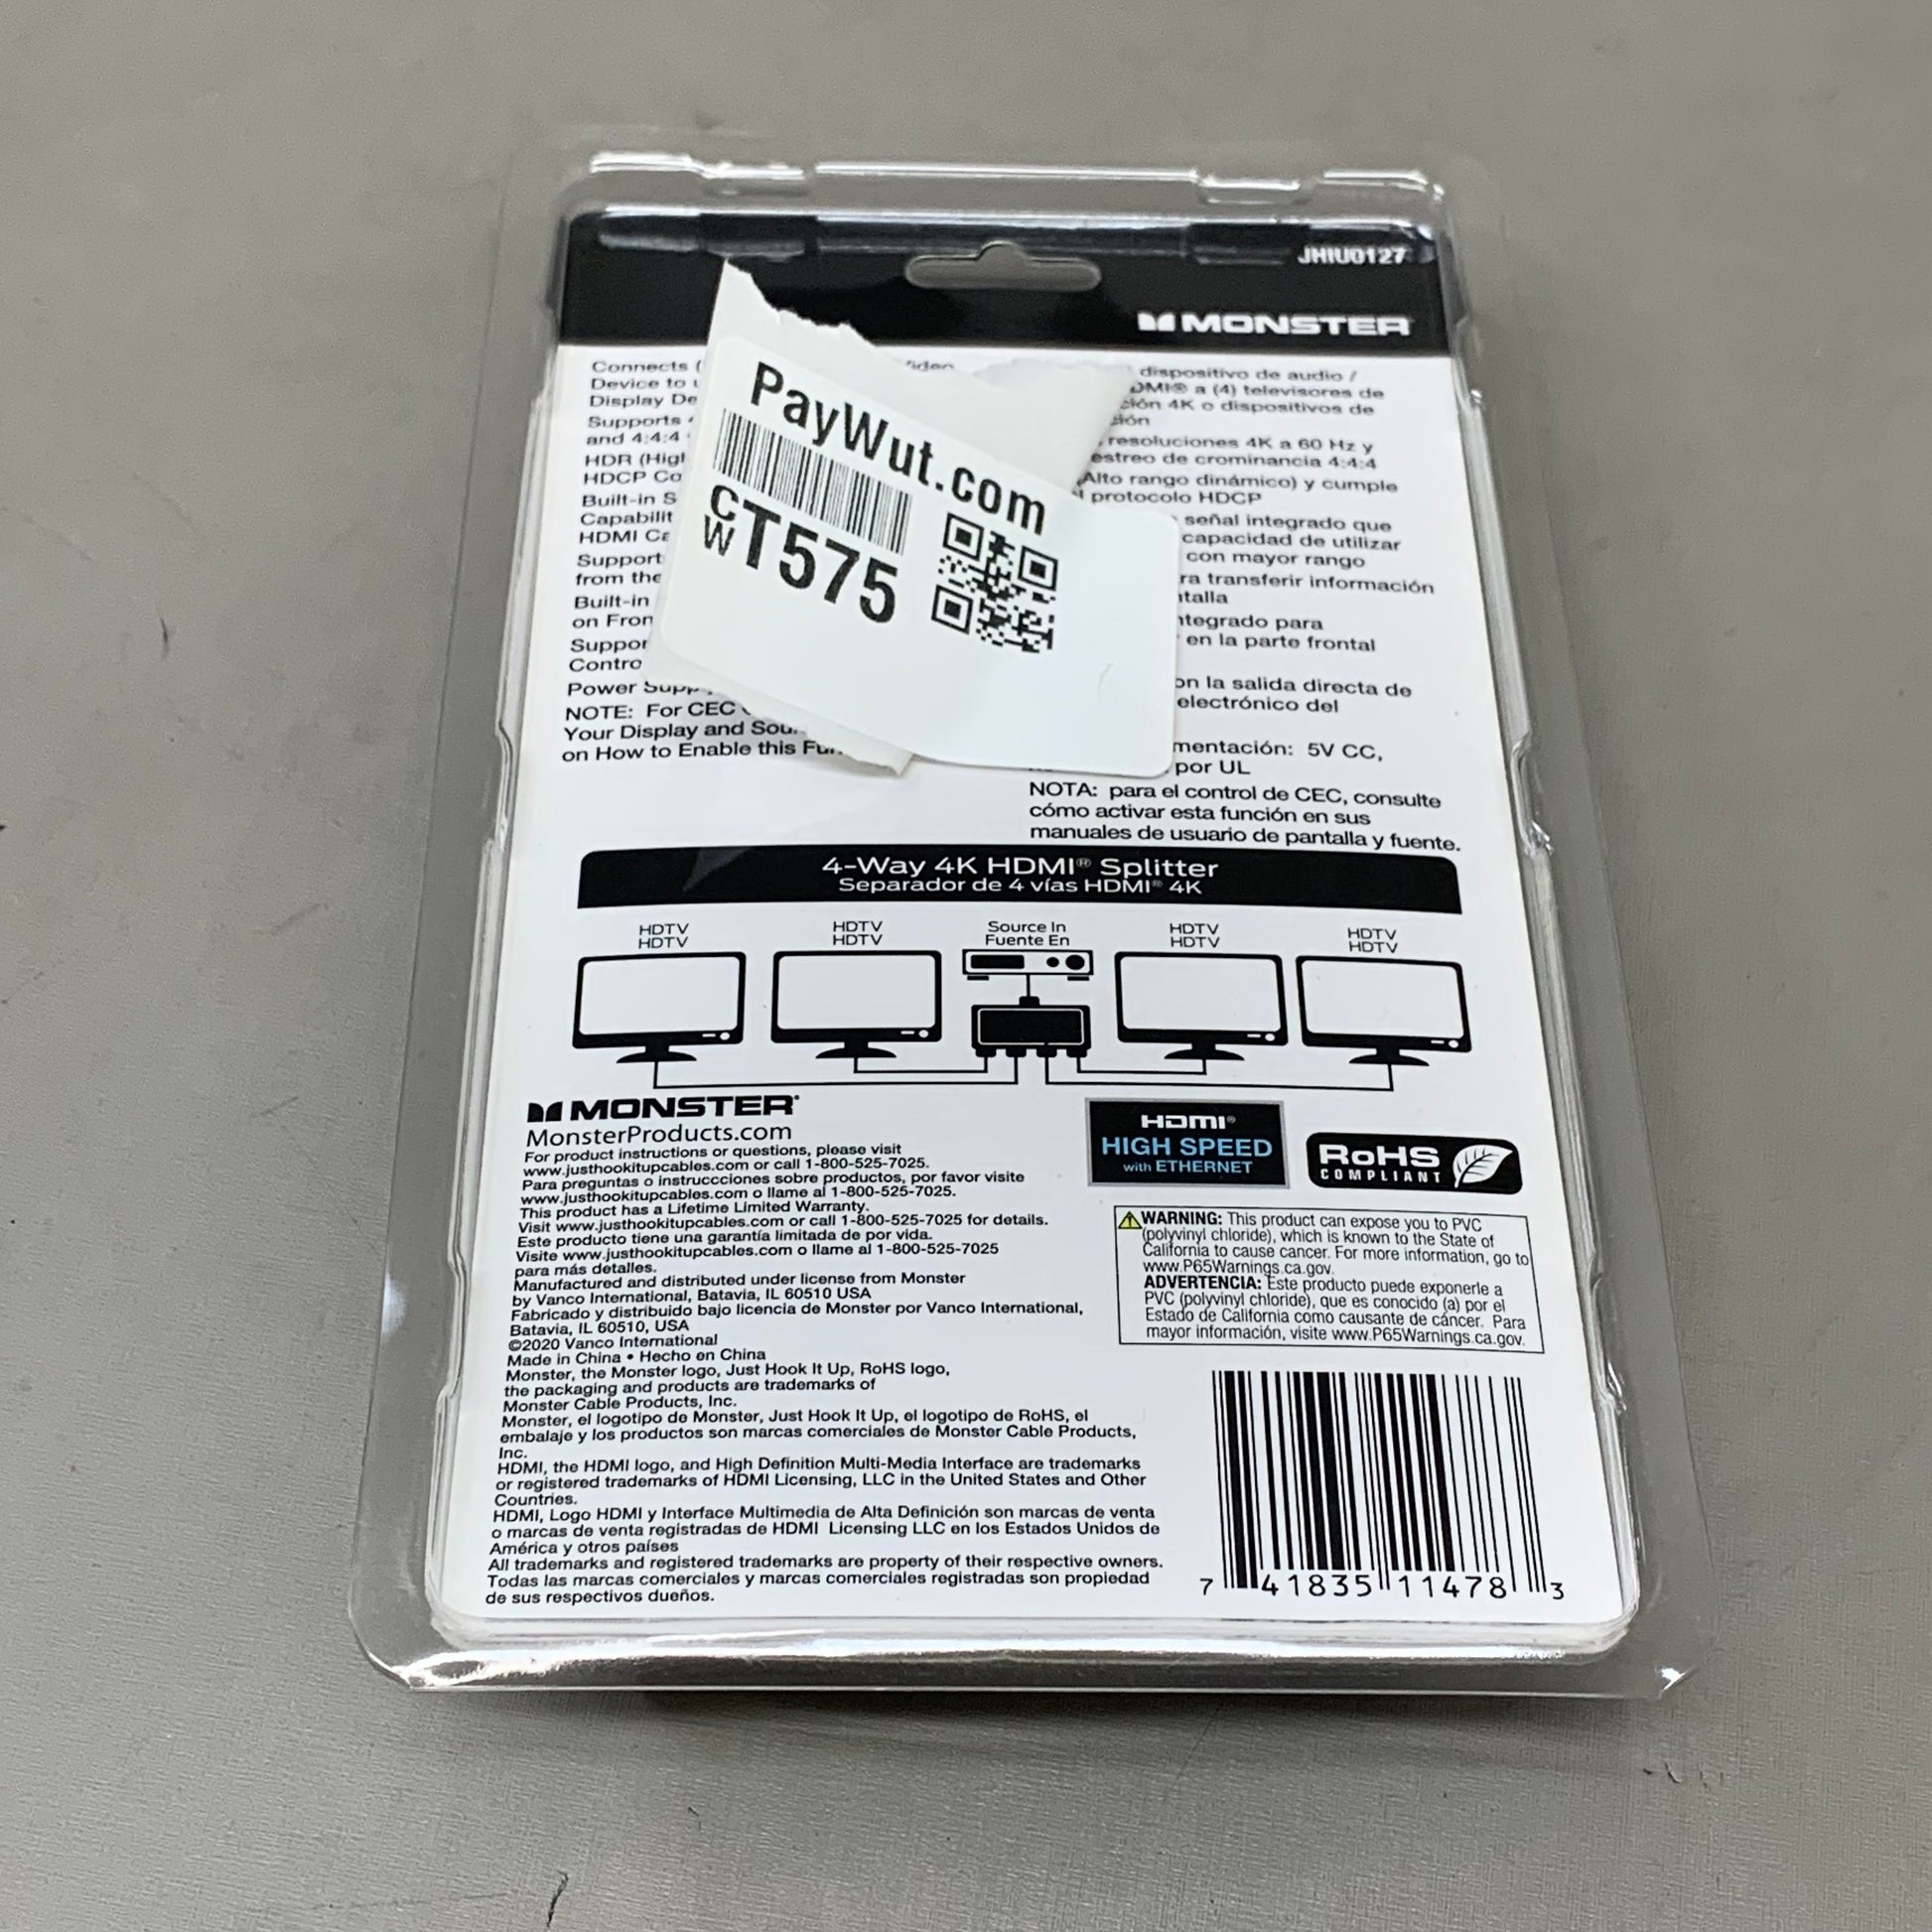 JHIU0127
MONSTER
Connects (
Device to
Display De
Supports
and 4:4:4
HDR (High
HDCP Co
Built-in S
Capabilit
HDMI Ca
Support
from the
Built-in
on Fron
Suppor
Contro
Power Supp
NOTE: For CEC
Your Display and Sou
on How to Enable this Fun
PayWut.com
CW T575
dispositivo de audio /
HDMI® a (4) televisores de
ción 4K o dispositivos de
ción
resoluciones 4K a 60 Hz y
estreo de crominancia 4:4:4
Alto rango dinámico) y cumple
l protocolo HDCP
señal integrado que
capacidad de utilizar
con mayor rango
ra transferir información
ntalla
ntegrado para
en la parte frontal
on la salida directa de
electrónico del
mentación: 5V CC,
por UL
NOTA: para el control de CEC, consulte
cómo activar esta función en sus
manuales de usuario de pantalla y fuente.
4-Way 4K HDMI® Splitter
Separador de 4 vías HDMI® 4K
HDTV HDTV Source In HDTV HDTV
HDTV HDTV Fuente En HDTV HDTV
MONSTER
MonsterProducts.com
For product instructions or questions, please visit
www.justhookitupcables.com or call 1-800-525-7025.
Para preguntas o instruccciones sobre productos, por favor visite
www.justhookitupcables.com o llame al 1-800-525-7025.
This product has a Lifetime Limited Warranty.
Visit www.justhookitupcables.com or call 1-800-525-7025 for details.
Este producto tiene una garantía limitada de por vida.
Visite www.justhookitupcables.com o llame al 1-800-525-7025
para más detalles.
Manufactured and distributed under license from Monster
by Vanco International, Batavia, IL 60510 USA
Fabricado y distribuido bajo licencia de Monster por Vanco International,
Batavia, IL 60510, USA
©2020 Vanco International
Made in China • Hecho en China
Monster, the Monster logo, Just Hook It Up, RoHS logo,
the packaging and products are trademarks of
Monster Cable Products, Inc.
Monster, el logotipo de Monster, Just Hook It Up, el logotipo de RoHS, el
embalaje y los productos son marcas comerciales de Monster Cable Products,
Inc.
HDMI, the HDMI logo, and High Definition Multi-Media Interface are trademarks
or registered trademarks of HDMI Licensing, LLC in the United States and Other
Countries.
HDMI, Logo HDMI y Interface Multimedia de Alta Definición son marcas de venta
o marcas de venta registradas de HDMI Licensing LLC en los Estados Unidos de
América y otros países
All trademarks and registered trademarks are property of their respective owners.
Todas las marcas comerciales y marcas comerciales registradas son propiedad
de sus respectivos dueños.
HDMI®
HIGH SPEED
with ETHERNET
RoHS
COMPLIANT
WARNING: This product can expose you to PVC
(polyvinyl chloride), which is known to the State of
California to cause cancer. For more information, go to
www.P65Warnings.ca.gov.
ADVERTENCIA: Este producto puede exponerle a
PVC (polyvinyl chloride), que es conocido (a) por el
Estado de California como causante de cáncer. Para
mayor información, visite www.P65Warnings.ca.gov.
7 41835 11478 3